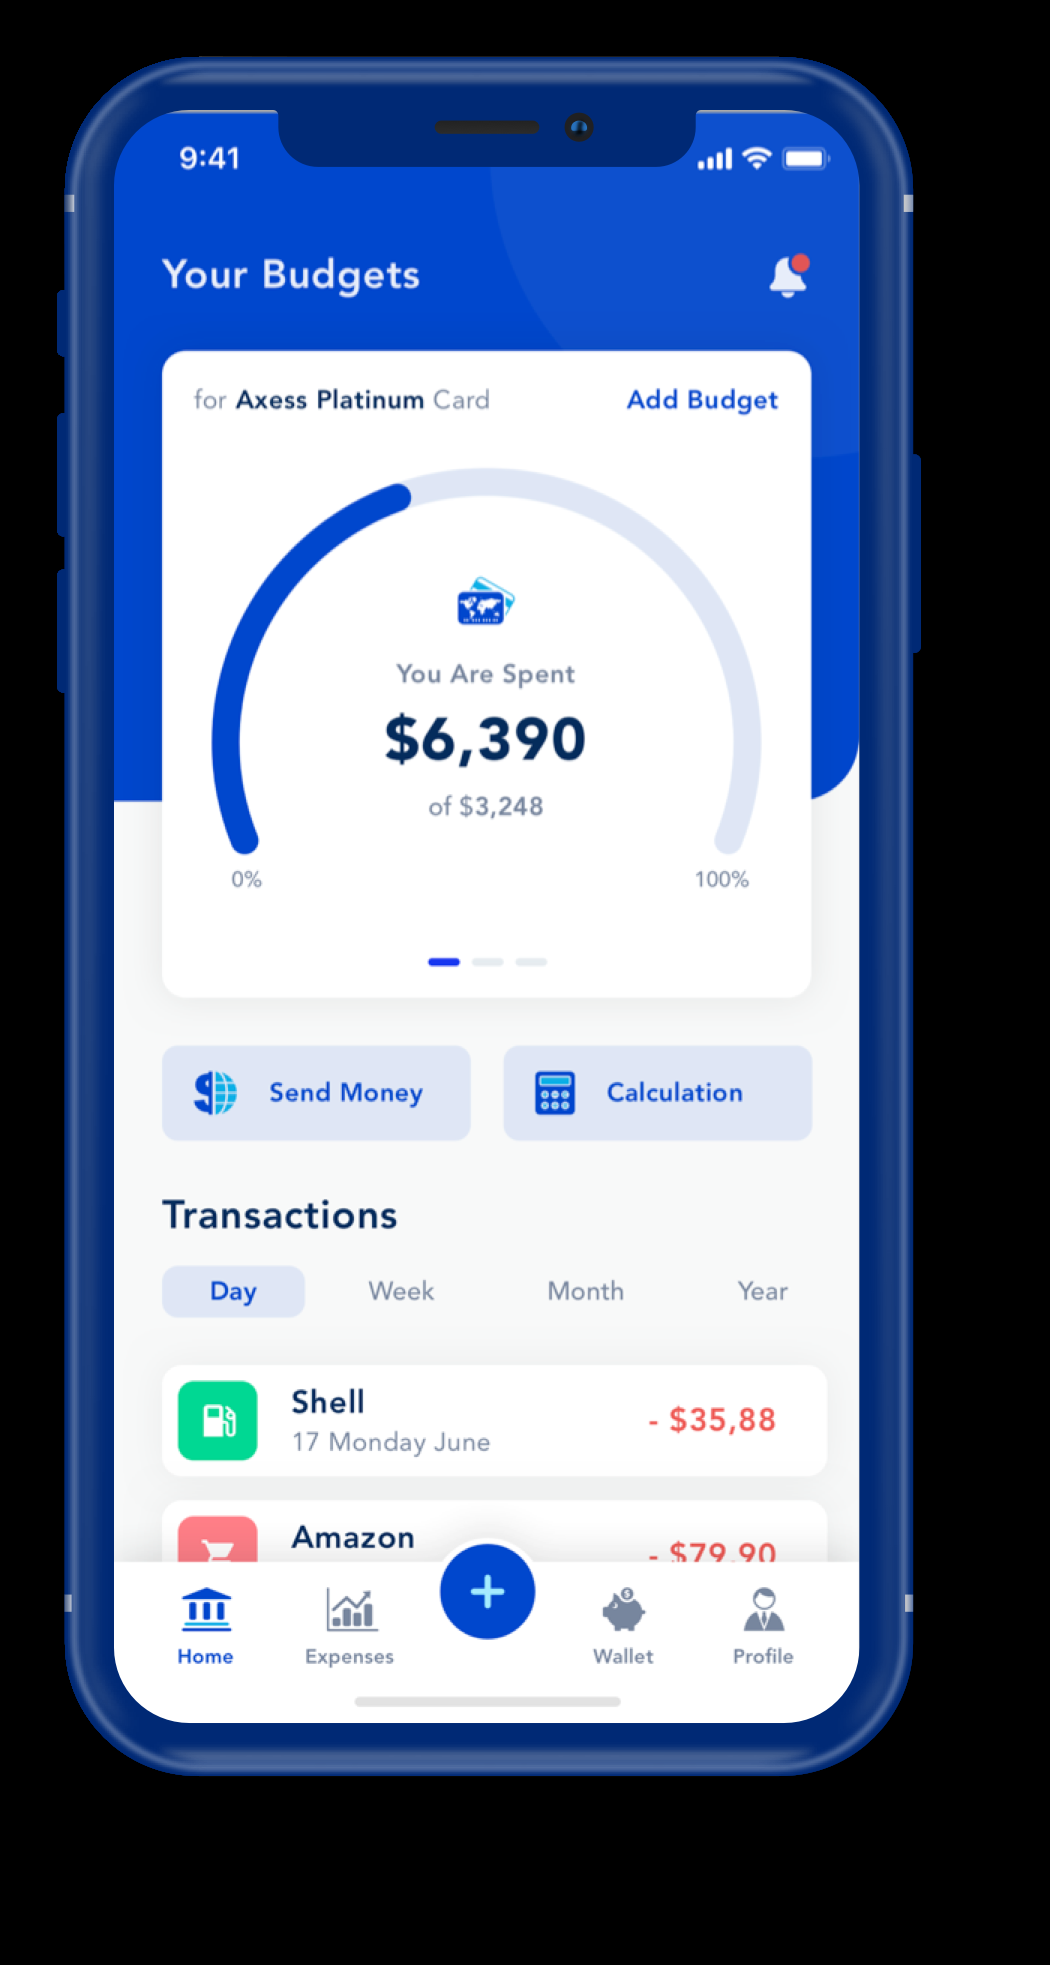 9:41
Your Budgets
for Axess Platinum Card
Add Budget
You Are Spent
$6,390
of $3,248
0%
100%
Send Money
Calculation
Transactions
Day
Week
Month
Year
Shell
17 Monday June
- $35,88
Amazon
- $79,90
Home
Expenses
Wallet
Profile